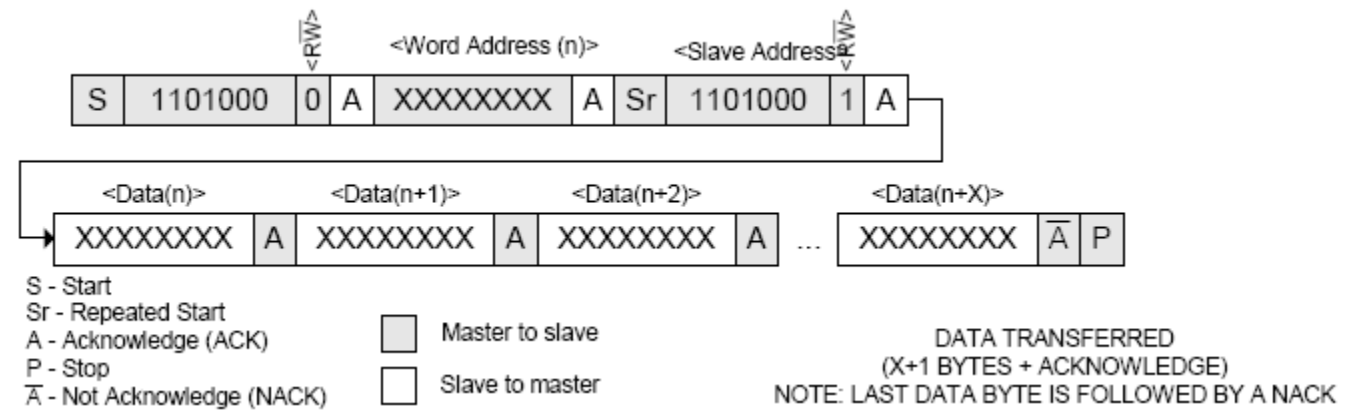 <RW̅> <Word Address (n)> <Slave Address> <RW̅>
S 1101000 0 A XXXXXXXX A Sr 1101000 1 A
<Data(n)> <Data(n+1)> <Data(n+2)> <Data(n+X)>
XXXXXXXX A XXXXXXXX A XXXXXXXX A ... XXXXXXXX A̅ P
S - Start
Sr - Repeated Start
A - Acknowledge (ACK)
P - Stop
A̅ - Not Acknowledge (NACK)
Master to slave
Slave to master
DATA TRANSFERRED
(X+1 BYTES + ACKNOWLEDGE)
NOTE: LAST DATA BYTE IS FOLLOWED BY A NACK